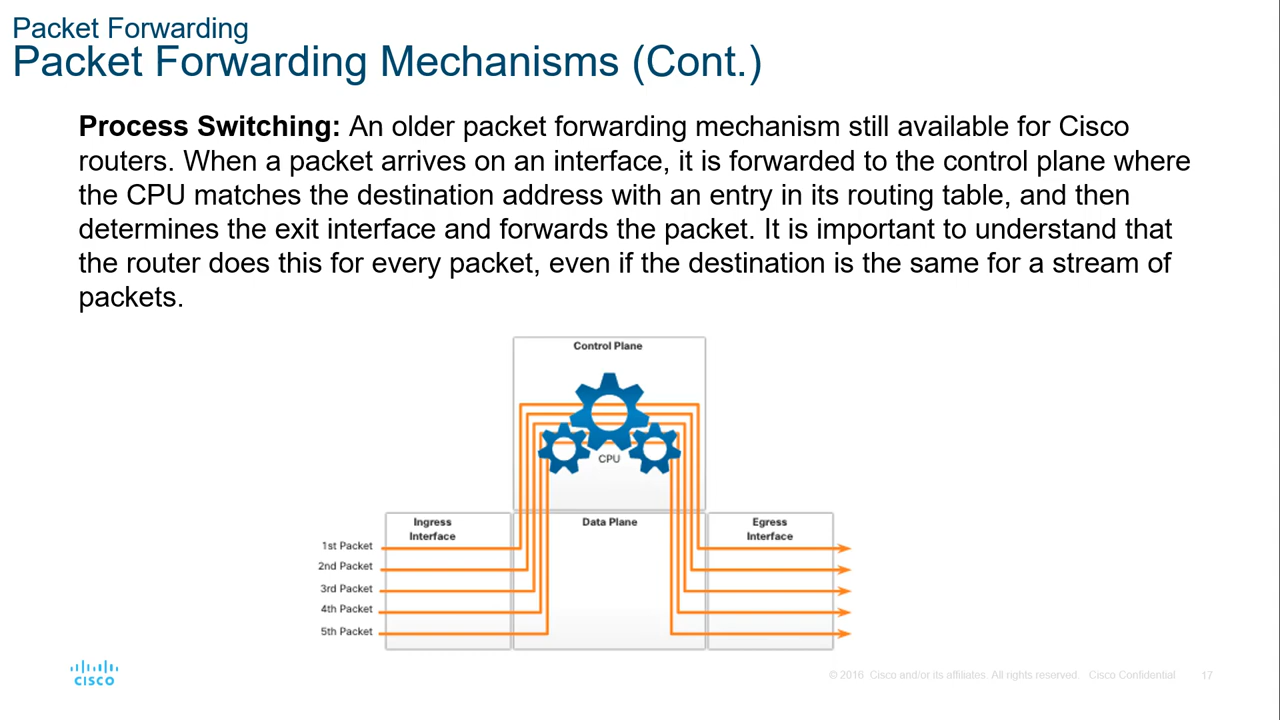 Packet Forwarding
Packet Forwarding Mechanisms (Cont.)
Process Switching: An older packet forwarding mechanism still available for Cisco
routers. When a packet arrives on an interface, it is forwarded to the control plane where
the CPU matches the destination address with an entry in its routing table, and then
determines the exit interface and forwards the packet. It is important to understand that
the router does this for every packet, even if the destination is the same for a stream of
packets.
Control Plane
CPU
Ingress
Interface
Data Plane
Egress
Interface
1st Packet
2nd Packet
3rd Packet
4th Packet
5th Packet
CISCO
© 2016 Cisco and/or its affiliates. All rights reserved. Cisco Confidential
17